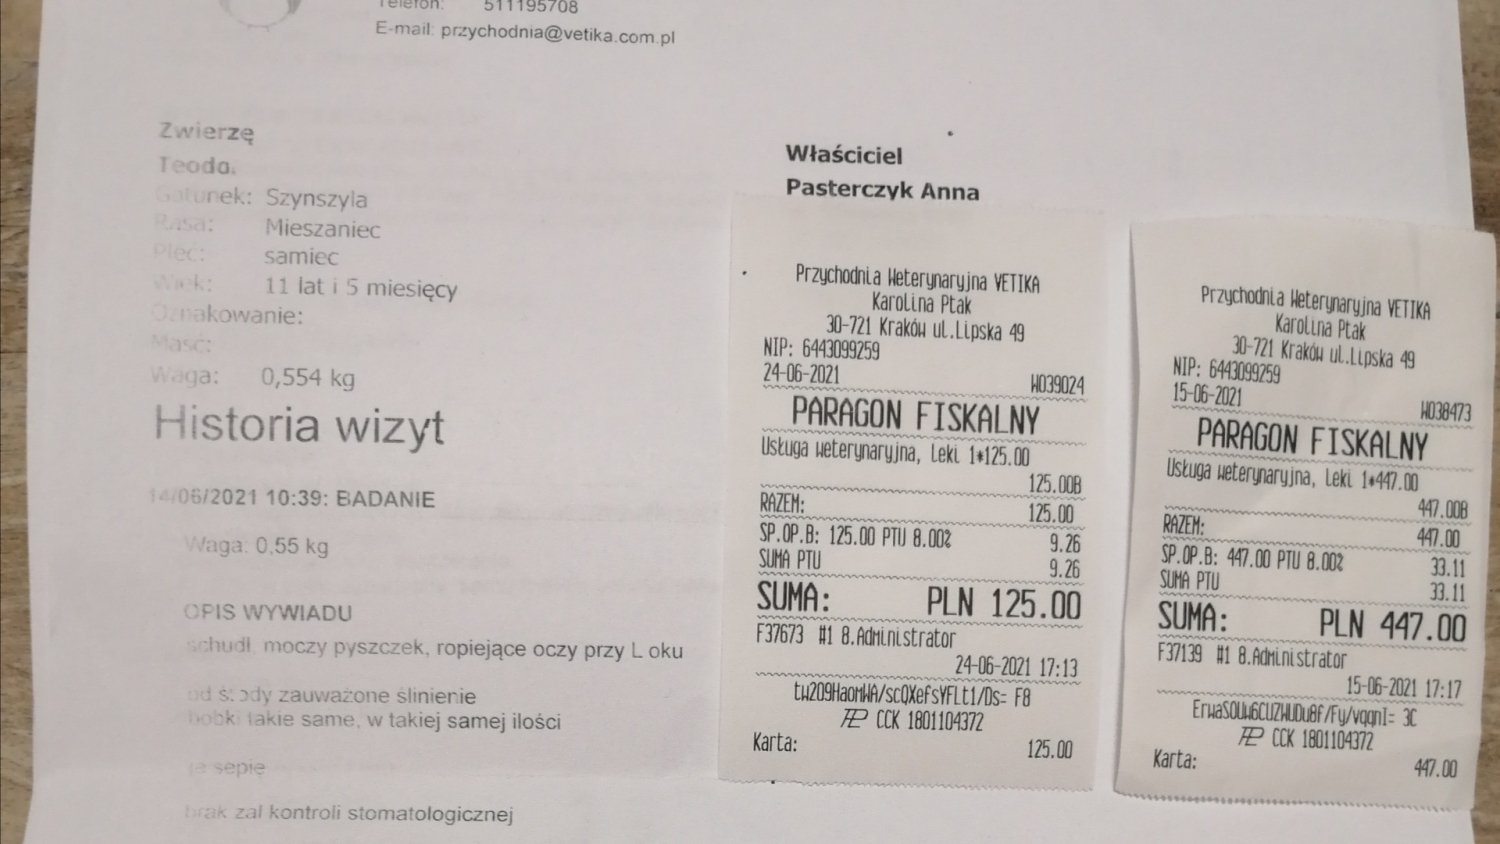 Telefon: 511195708
E-mail: przychodnia@vetika.com.pl
Zwierzę
Teodo.
Gatunek: Szynszyla
Rasa: Mieszaniec
Płeć: samiec
Wiek: 11 lat i 5 miesięcy
Oznakowanie:
Maść:
Waga: 0,554 kg
Historia wizyt
14/06/2021 10:39: BADANIE
Waga: 0,55 kg
OPIS WYWIADU
schudł, moczy pyszczek, ropiejące oczy przy L oku
od środy zauważone ślinienie
bobki takie same, w takiej samej ilości
je sepię
brak zal kontroli stomatologicznej
Właściciel
Pasterczyk Anna
Przychodnia Weterynaryjna VETIKA
Karolina Ptak
30-721 Kraków ul.Lipska 49
NIP: 6443099259
24-06-2021 W039024
PARAGON FISKALNY
Usługa weterynaryjna, Leki 1*125.00
125.00B
RAZEM: 125.00
SP.OP.B: 125.00 PTU 8.00% 9.26
SUMA PTU 9.26
SUMA: PLN 125.00
F37673 #1 8.Administrator
24-06-2021 17:13
tw209HaomWA/scQXefsYFLt1/Ds= F8
CCK 1801104372
Karta: 125.00
Przychodnia Weterynaryjna VETIKA
Karolina Ptak
30-721 Kraków ul.Lipska 49
NIP: 6443099259
15-06-2021 W038473
PARAGON FISKALNY
Usługa weterynaryjna, Leki 1*447.00
447.00B
RAZEM: 447.00
SP.OP.B: 447.00 PTU 8.00% 33.11
SUMA PTU 33.11
SUMA: PLN 447.00
F37139 #1 8.Administrator
15-06-2021 17:17
ErwaSOUw6CUZWUDu8f/Fy/vqqnI= 3C
CCK 1801104372
Karta: 447.00